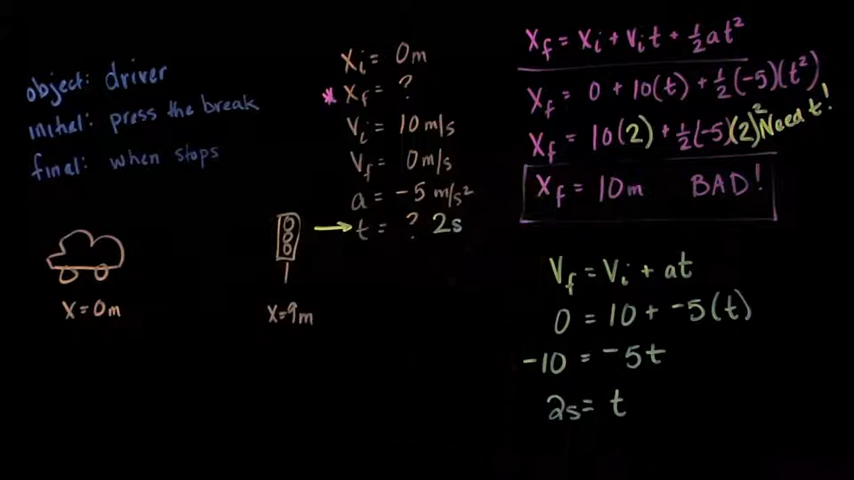 object: driver
initial: press the break
final: when stops
x = 0m
x = 9m
xi = 0m
* xf = ?
vi = 10 m/s
vf = 0 m/s
a = -5 m/s²
→ t = ? 2s
xf = xi + vit + ½at²
xf = 0 + 10(t) + ½(-5)(t²)
Need t!
xf = 10(2) + ½(-5)(2)²
xf = 10m BAD!
vf = vi + at
0 = 10 + -5(t)
-10 = -5t
2s = t